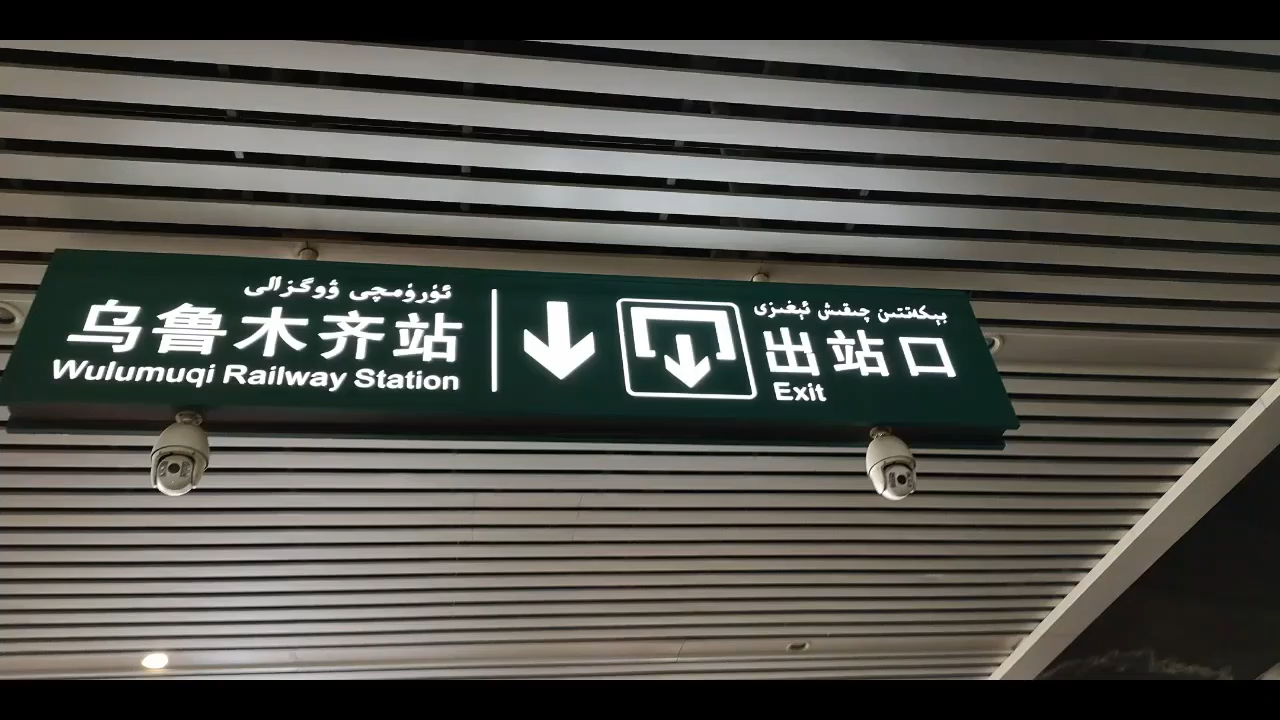 ئۈرۈمچى ۋوگزالى
乌鲁木齐站
Wulumuqi Railway Station
بېكەتتىن چىقىش ئېغىزى
出站口
Exit